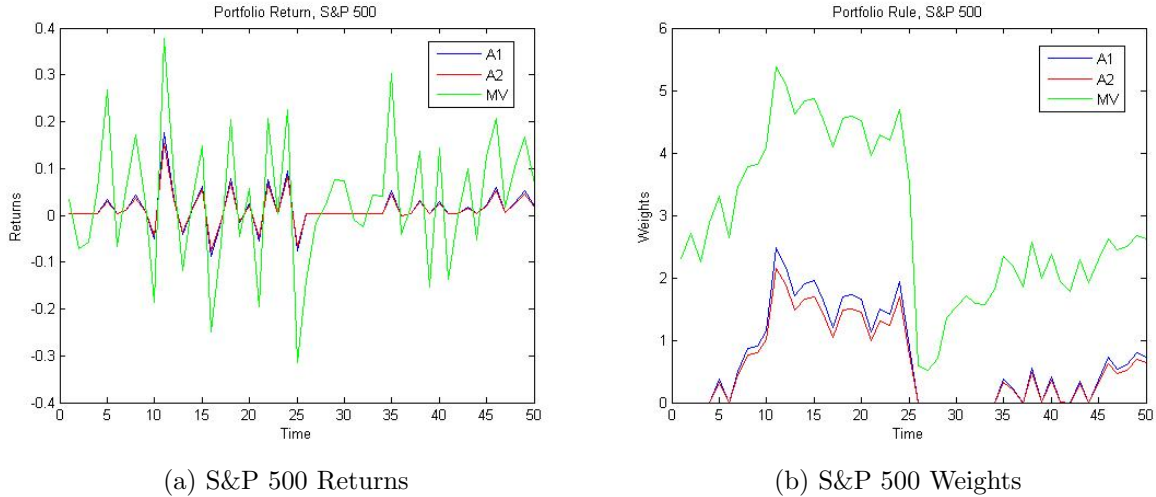 Portfolio Return, S&P 500
0.4
0.3
0.2
0.1
0
-0.1
-0.2
-0.3
-0.4
Returns
0 5 10 15 20 25 30 35 40 45 50
Time
A1
A2
MV
(a) S&P 500 Returns
Portfolio Rule, S&P 500
6
5
4
3
2
1
0
Weights
0 5 10 15 20 25 30 35 40 45 50
Time
A1
A2
MV
(b) S&P 500 Weights